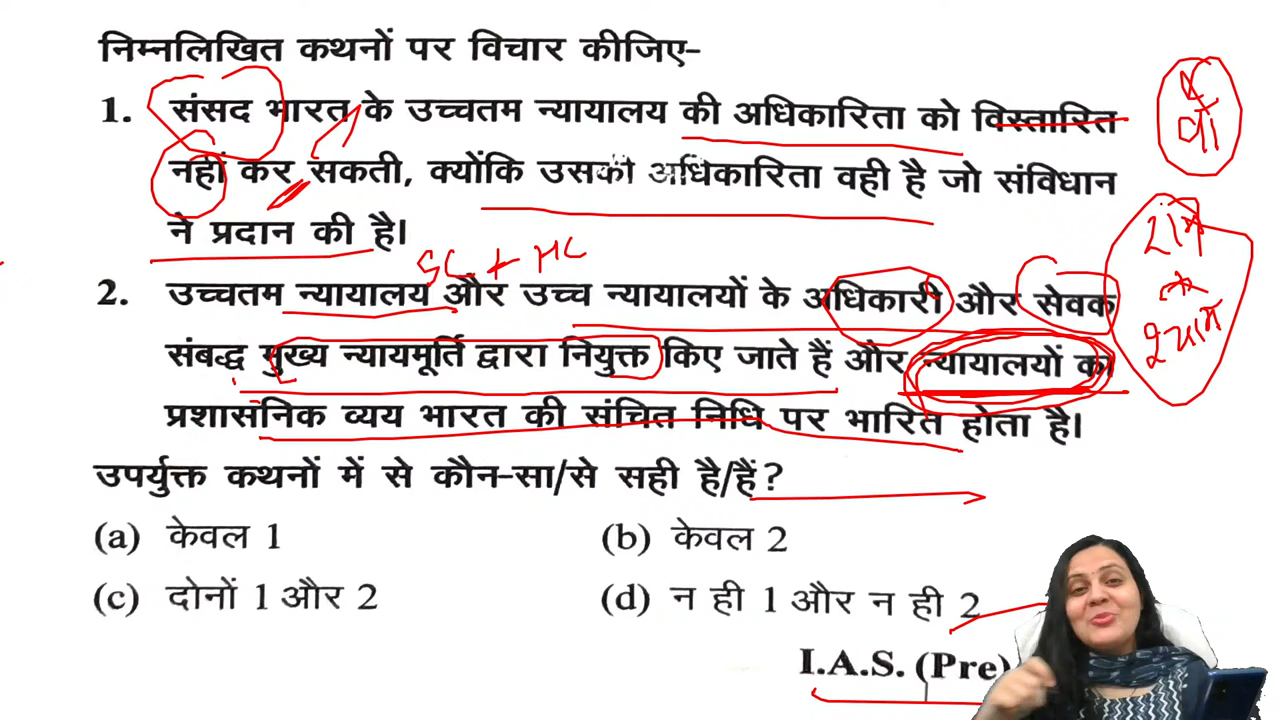 निम्नलिखित कथनों पर विचार कीजिए-
1. संसद भारत के उच्चतम न्यायालय की अधिकारिता को विस्तारित
नहीं कर सकती, क्योंकि उसकी अधिकारिता वही है जो संविधान
ने प्रदान की है।
SC + HC
2. उच्चतम न्यायालय और उच्च न्यायालयों के अधिकारी और सेवक
संबद्ध मुख्य न्यायमूर्ति द्वारा नियुक्त किए जाते हैं और न्यायालयों का
प्रशासनिक व्यय भारत की संचित निधि पर भारित होता है।
उपर्युक्त कथनों में से कौन-सा/से सही है/हैं?
(a) केवल 1
(b) केवल 2
(c) दोनों 1 और 2
(d) न ही 1 और न ही 2
I.A.S. (Pre)